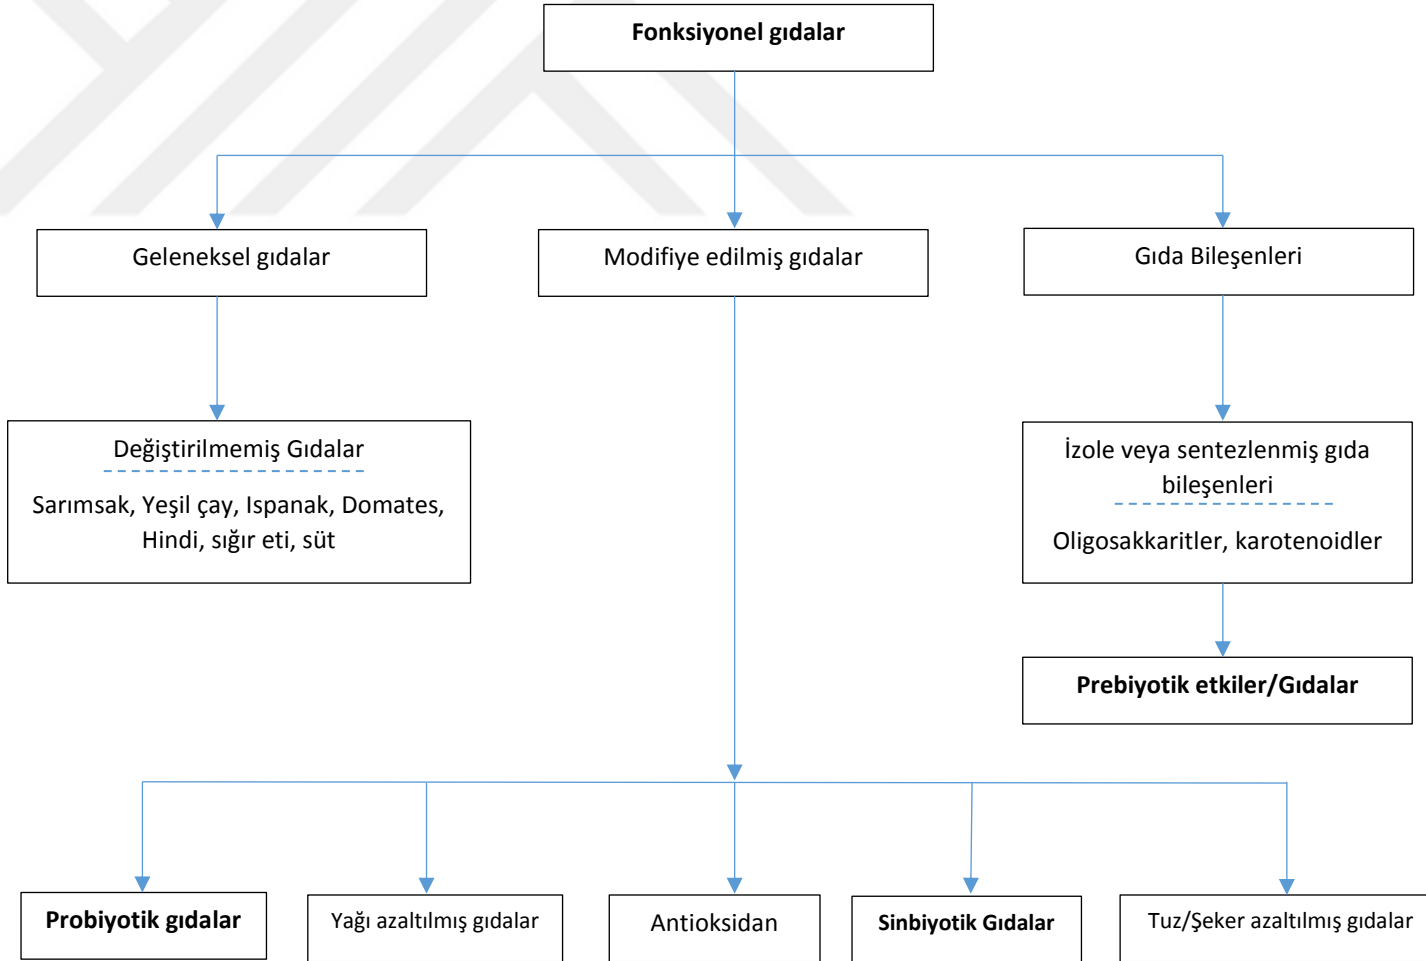 Fonksiyonel gıdalar
Geleneksel gıdalar
Modifiye edilmiş gıdalar
Gıda Bileşenleri
Değiştirilmemiş Gıdalar
Sarımsak, Yeşil çay, Ispanak, Domates,
Hindi, sığır eti, süt
İzole veya sentezlenmiş gıda
bileşenleri
Oligosakkaritler, karotenoidler
Prebiyotik etkiler/Gıdalar
Probiyotik gıdalar
Yağı azaltılmış gıdalar
Antioksidan
Sinbiyotik Gıdalar
Tuz/Şeker azaltılmış gıdalar